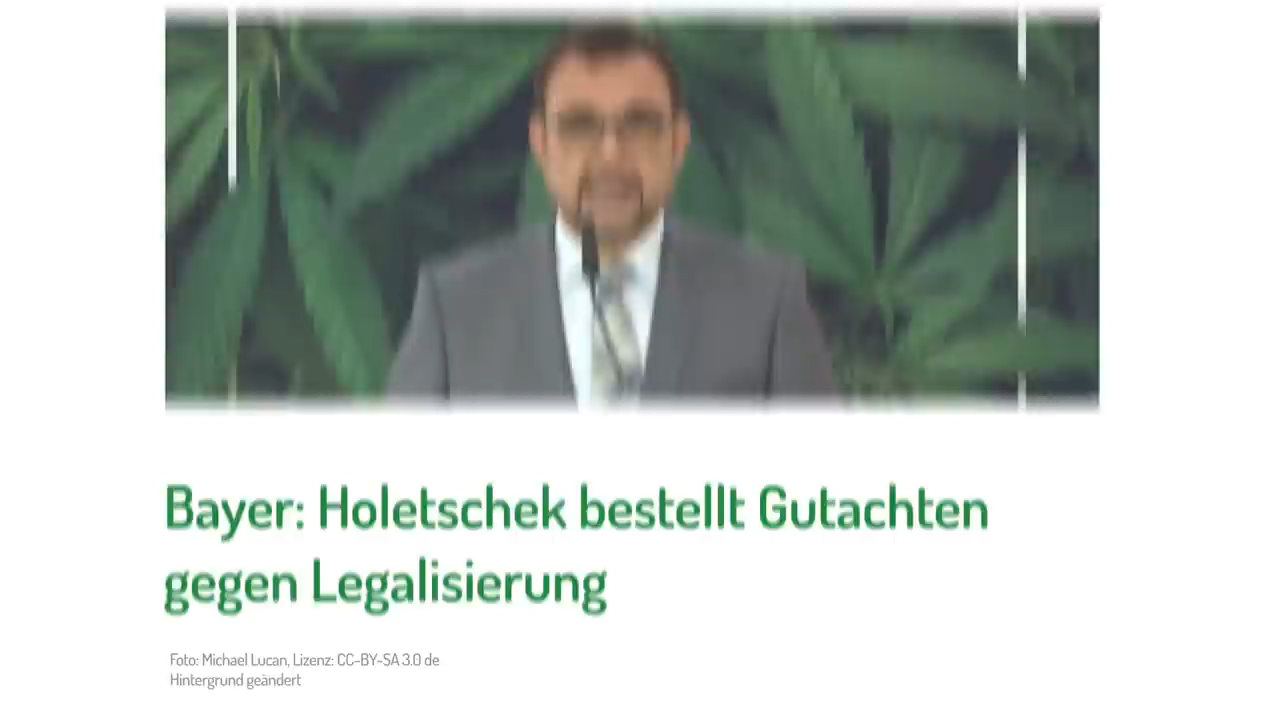 Bayer: Holetschek bestellt Gutachten
gegen Legalisierung
Foto: Michael Lucan, Lizenz: CC-BY-SA 3.0 de
Hintergrund geändert